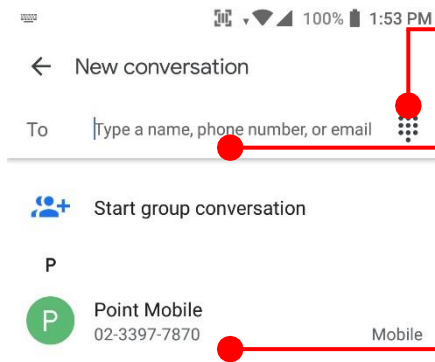 100% 1:53 PM
New conversation
To Type a name, phone number, or email
Start group conversation
P
P Point Mobile
02-3397-7870 Mobile